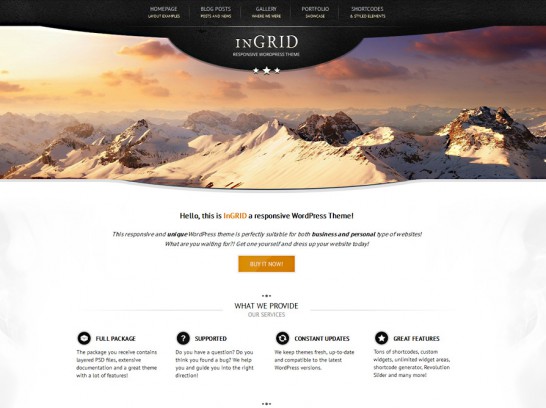 HOMEPAGE
LAYOUT EXAMPLES
BLOG POSTS
POSTS AND NEWS
GALLERY
WHERE WE WERE
PORTFOLIO
SHOWCASE
SHORTCODES
& STYLED ELEMENTS
INGRID
RESPONSIVE WORDPRESS THEME
Hello, this is InGRID a responsive WordPress Theme!
This responsive and unique WordPress theme is perfectly suitable for both business and personal type of websites!
What are you waiting for?! Get one yourself and dress up your website today!
BUY IT NOW!
WHAT WE PROVIDE
OUR SERVICES
FULL PACKAGE
The package you receive contains
layered PSD files, extensive
documentation and a great theme
with a lot of features!
? SUPPORTED
Do you have a question? Do you
think you found a bug? We help
you and guide you into the right
direction!
CONSTANT UPDATES
We keep themes fresh, up-to-date
and compatible to the latest
WordPress versions.
GREAT FEATURES
Tons of shortcodes, custom
widgets, unlimited widget areas,
shortcode generator, Revolution
Slider and many more!